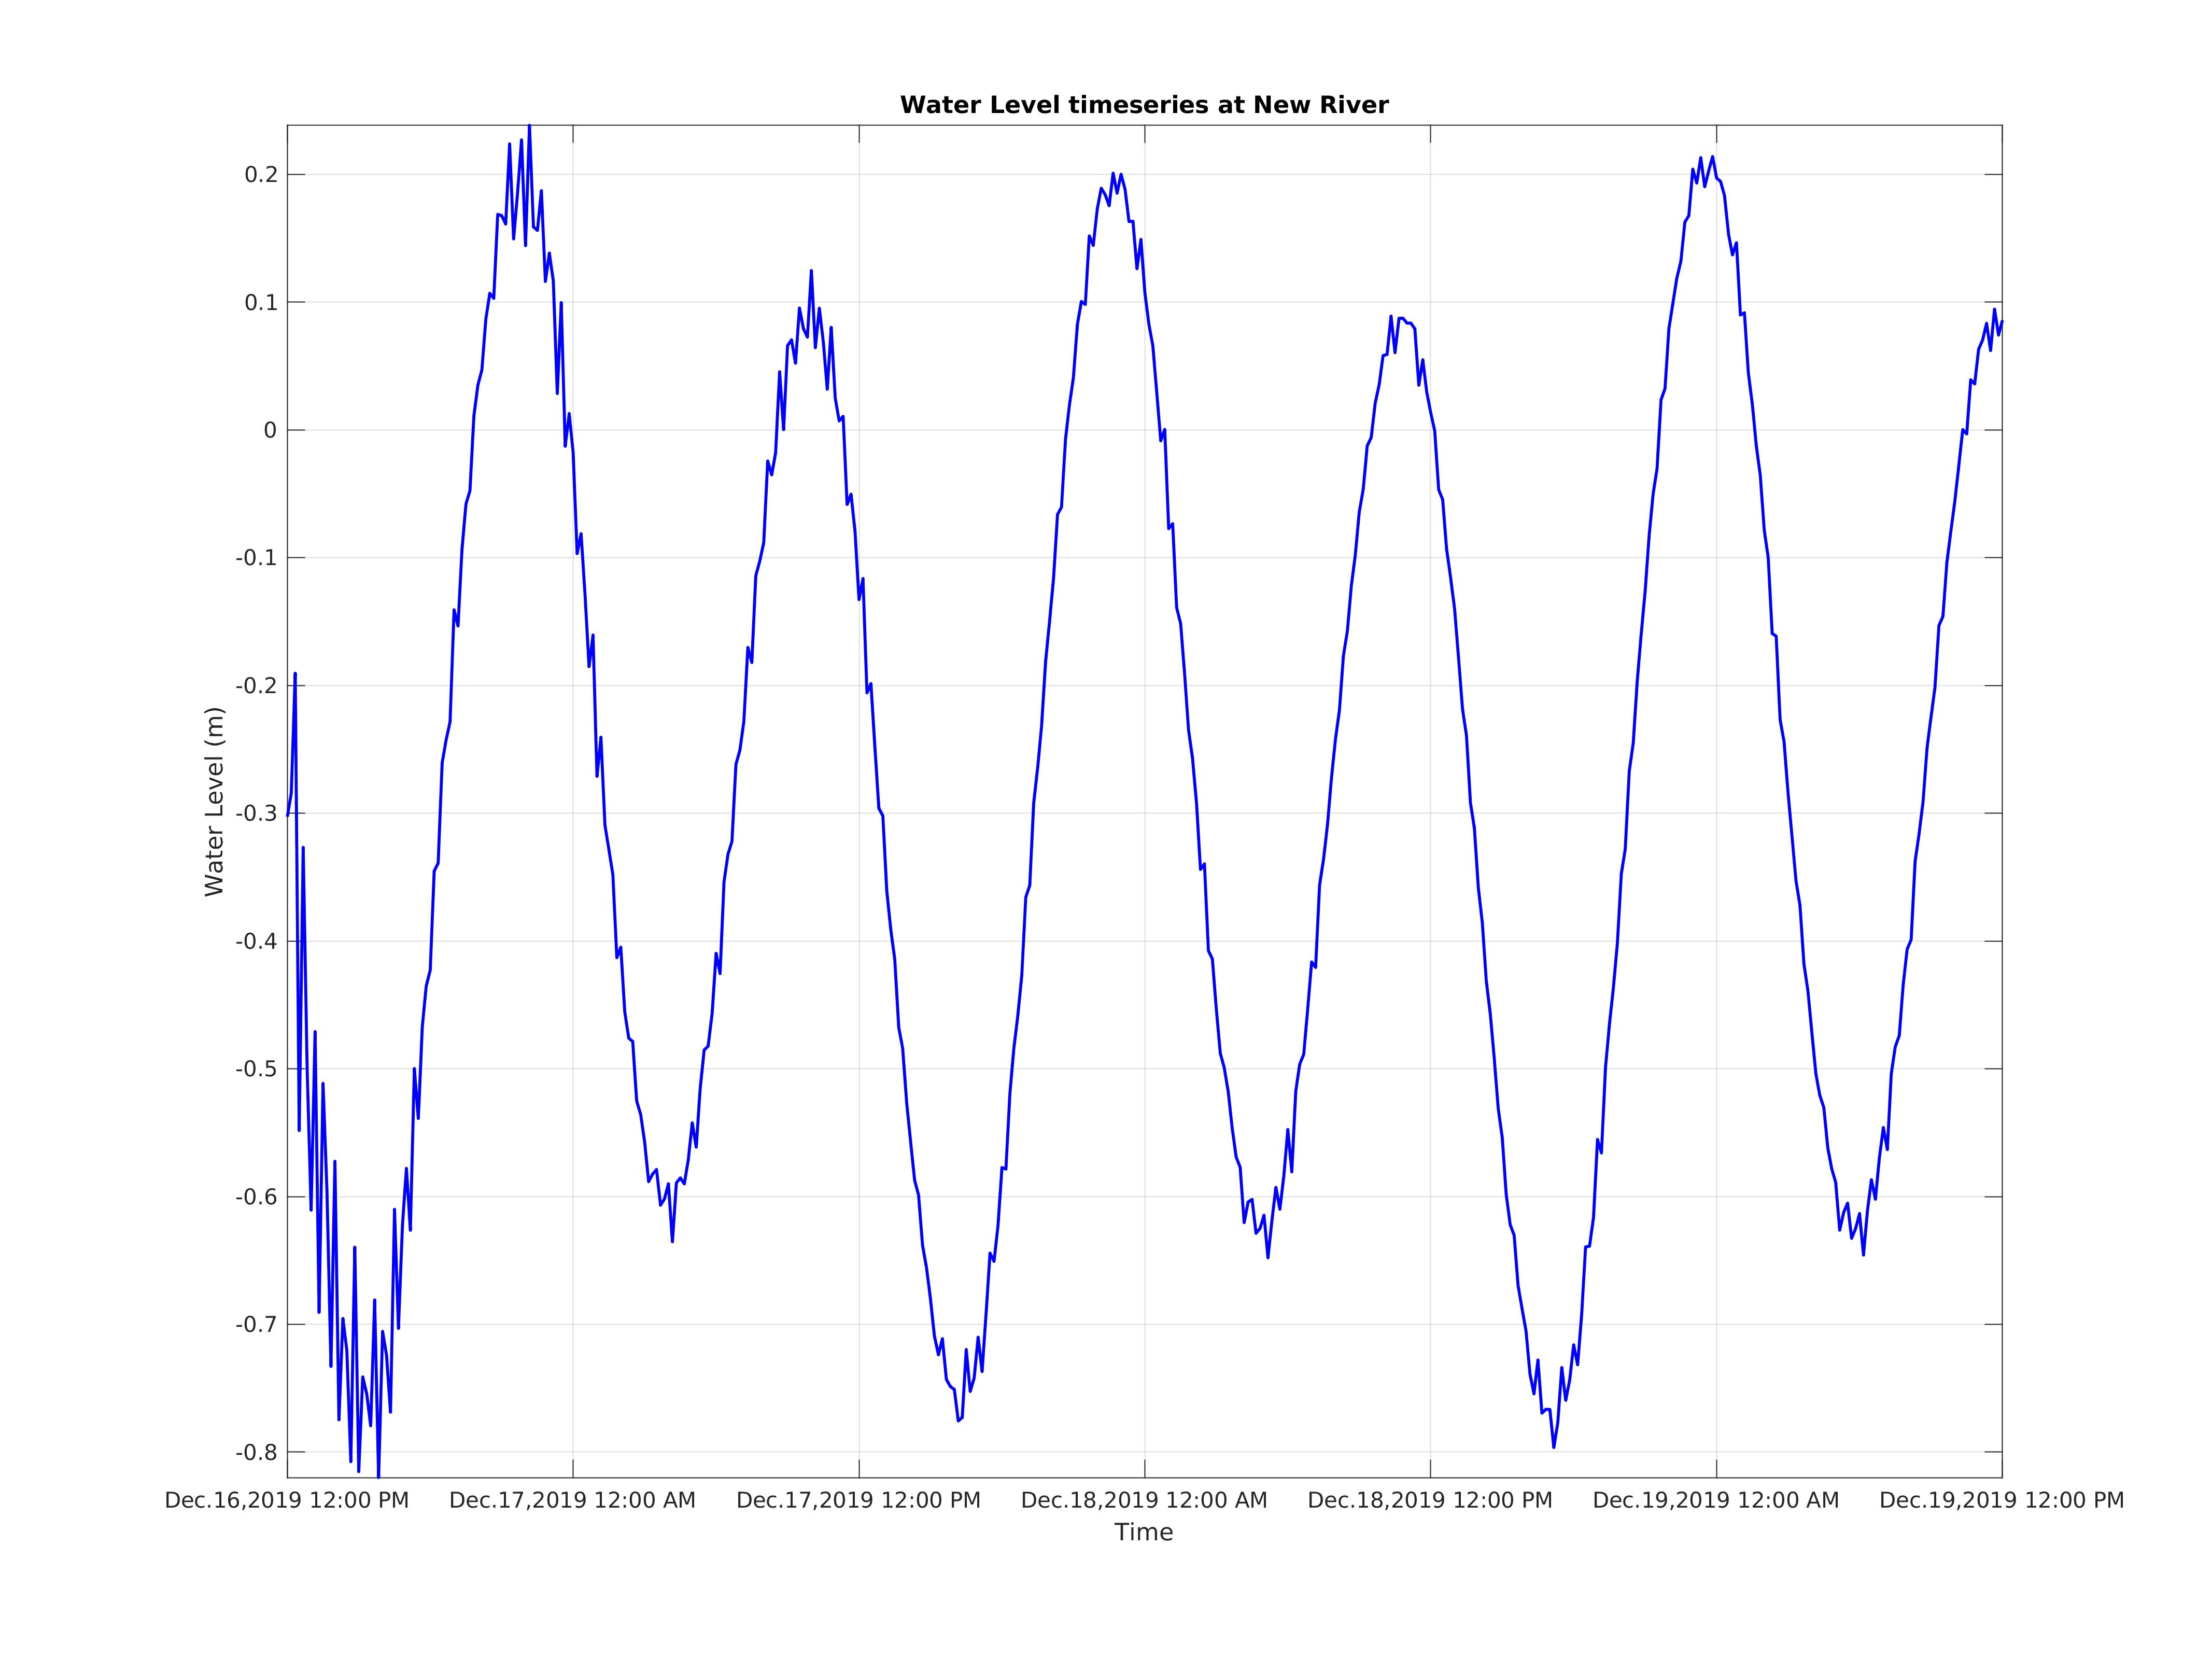 Water Level timeseries at New River
0.2
0.1
0
-0.1
-0.2
-0.3
-0.4
-0.5
-0.6
-0.7
-0.8
Water Level (m)
Dec.16,2019 12:00 PM Dec.17,2019 12:00 AM Dec.17,2019 12:00 PM Dec.18,2019 12:00 AM Dec.18,2019 12:00 PM Dec.19,2019 12:00 AM Dec.19,2019 12:00 PM
Time